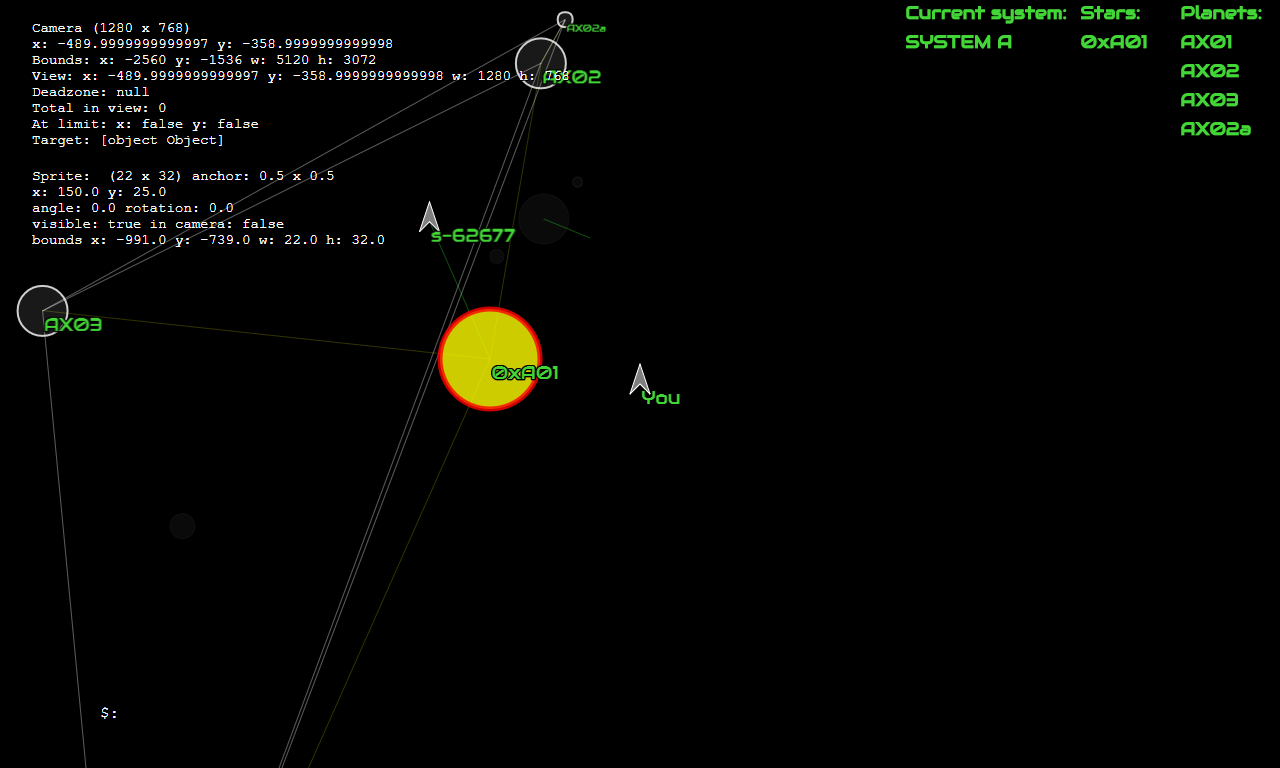 Camera (1280 x 768)
x: -489.9999999999997 y: -358.9999999999998
Bounds: x: -2560 y: -1536 w: 5120 h: 3072
View: x: -489.9999999999997 y: -358.9999999999998 w: 1280 h: 768
Deadzone: null
Total in view: 0
At limit: x: false y: false
Target: [object Object]
Sprite:  (22 x 32) anchor: 0.5 x 0.5
x: 150.0 y: 25.0
angle: 0.0 rotation: 0.0
visible: true in camera: false
bounds x: -991.0 y: -739.0 w: 22.0 h: 32.0
Current system: Stars: Planets:
SYSTEM A 0xA01 AX01
AX02
AX03
AX02a
AX02a
AX02
s-62677
AX03
0xA01
You
$: